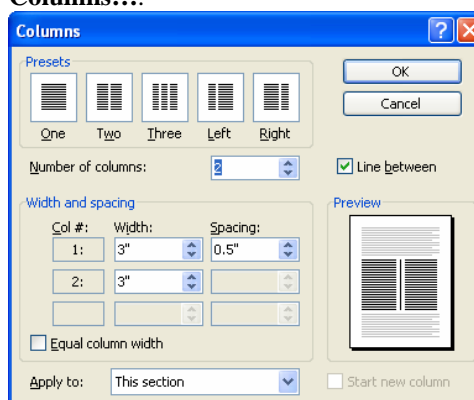 Columns….
Columns
Presets
One Two Three Left Right
OK
Cancel
Number of columns: 2
Line between
Width and spacing
Col #: Width: Spacing:
1: 3" 0.5"
2: 3"
Equal column width
Preview
Apply to: This section
Start new column